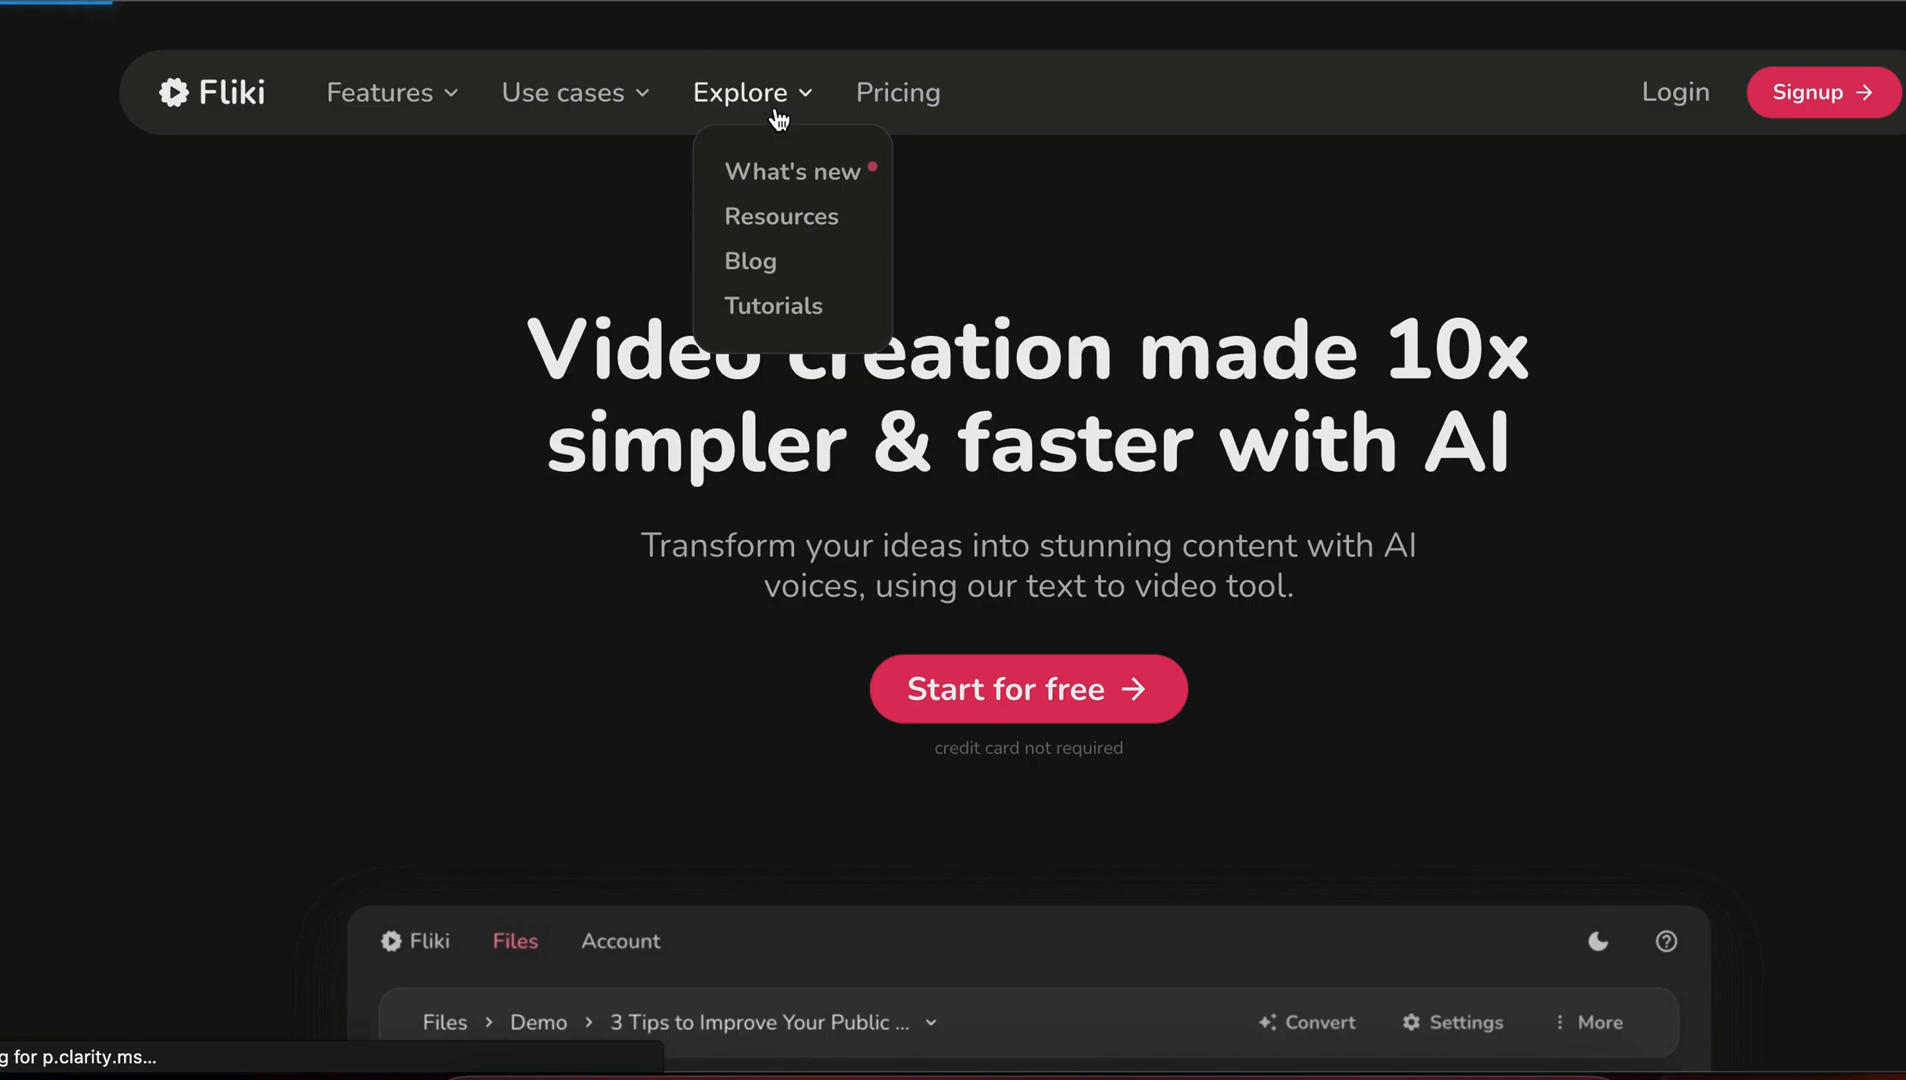 Fliki
Features
Use cases
Explore
Pricing
Login
Signup →
What's new
Resources
Blog
Tutorials
Video creation made 10x
simpler & faster with AI
Transform your ideas into stunning content with AI
voices, using our text to video tool.
Start for free →
credit card not required
Fliki
Files
Account
Files > Demo > 3 Tips to Improve Your Public ...
Convert
Settings
More
g for p.clarity.ms...